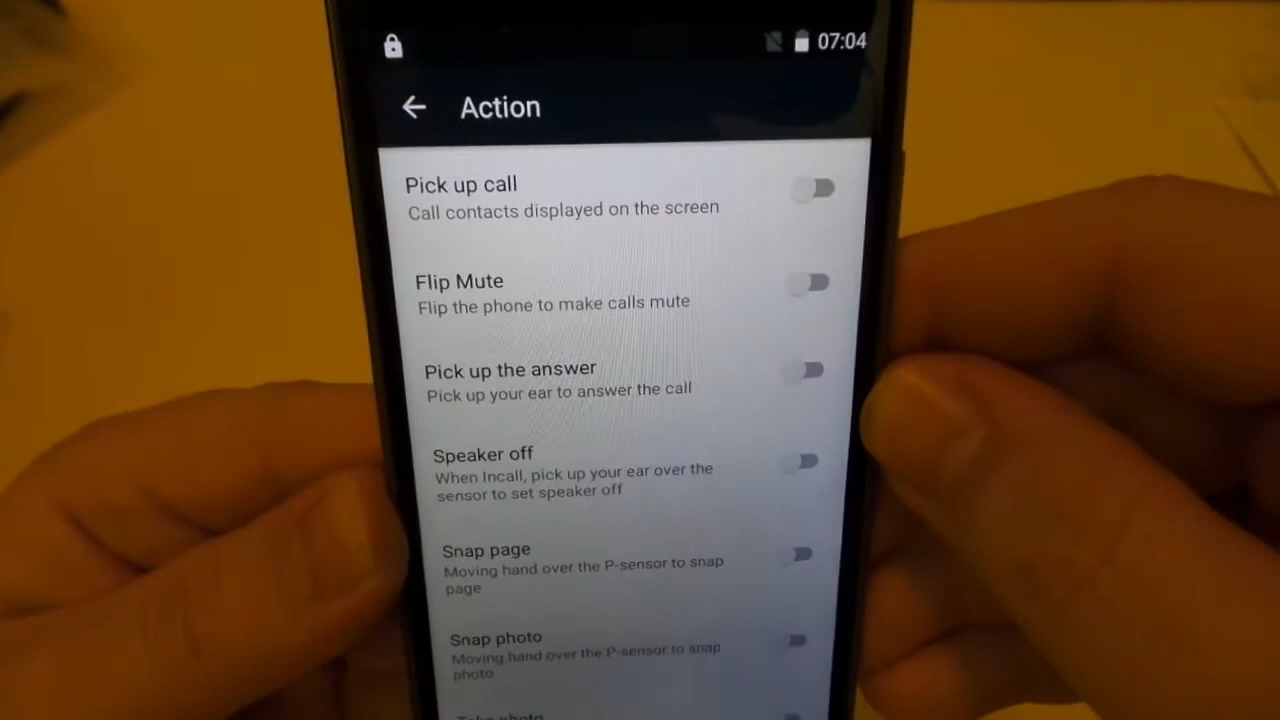 07:04
Action
Pick up call
Call contacts displayed on the screen
Flip Mute
Flip the phone to make calls mute
Pick up the answer
Pick up your ear to answer the call
Speaker off
When Incall, pick up your ear over the
sensor to set speaker off
Snap page
Moving hand over the P-sensor to snap
page
Snap photo
Moving hand over the P-sensor to snap
photo
Take photo